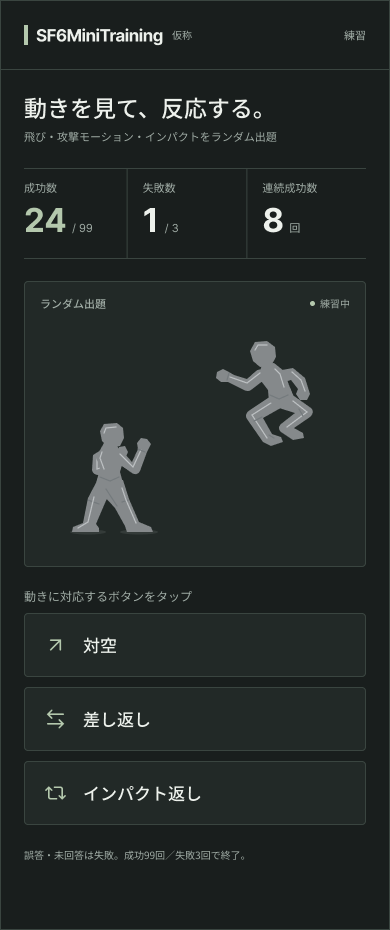 SF6MiniTraining 仮称 練習
動きを見て、反応する。
飛び・攻撃モーション・インパクトをランダム出題
成功数 失敗数 連続成功数
24 / 99 1 / 3 8 回
ランダム出題 練習中
動きに対応するボタンをタップ
対空
差し返し
インパクト返し
誤答・未回答は失敗。成功99回／失敗3回で終了。